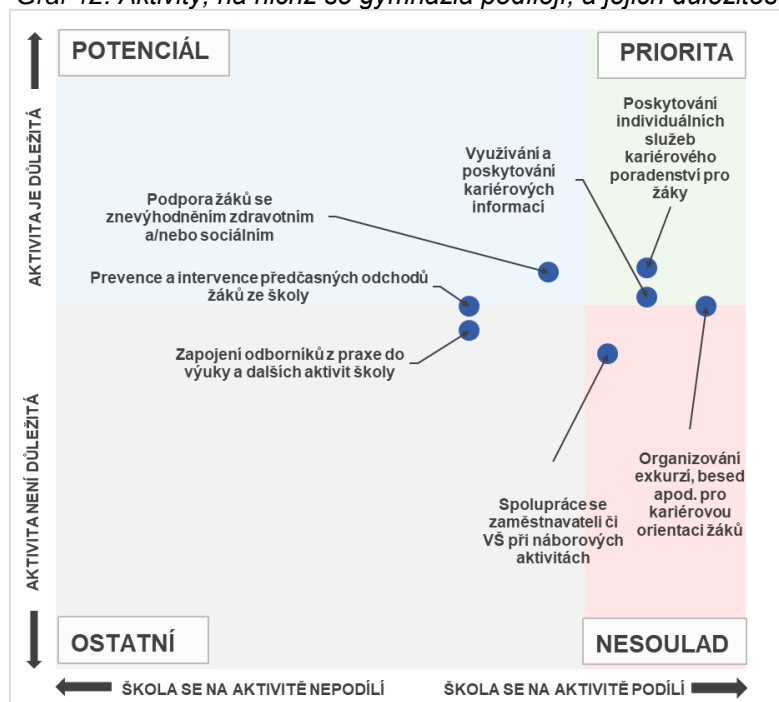 Graf 12: Aktivity, na nichž se gymnázia podílejí, a jejich důležitos
POTENCIÁL
PRIORITA
AKTIVITA JE DŮLEŽITÁ
Poskytování
individuálních
služeb
kariérového
poradenství pro
žáky
Využívání a
poskytování
kariérových
informací
Podpora žáků se
znevýhodněním zdravotním
a/nebo sociálním
Prevence a intervence předčasných odchodů
žáků ze školy
Zapojení odborníků z praxe do
výuky a dalších aktivit školy
AKTIVITA NENÍ DŮLEŽITÁ
Organizování
exkurzí, besed
apod. pro
kariérovou
orientaci žáků
Spolupráce se
zaměstnavateli či
VŠ při náborových
aktivitách
OSTATNÍ
NESOULAD
ŠKOLA SE NA AKTIVITĚ NEPODÍLÍ
ŠKOLA SE NA AKTIVITĚ PODÍLÍ